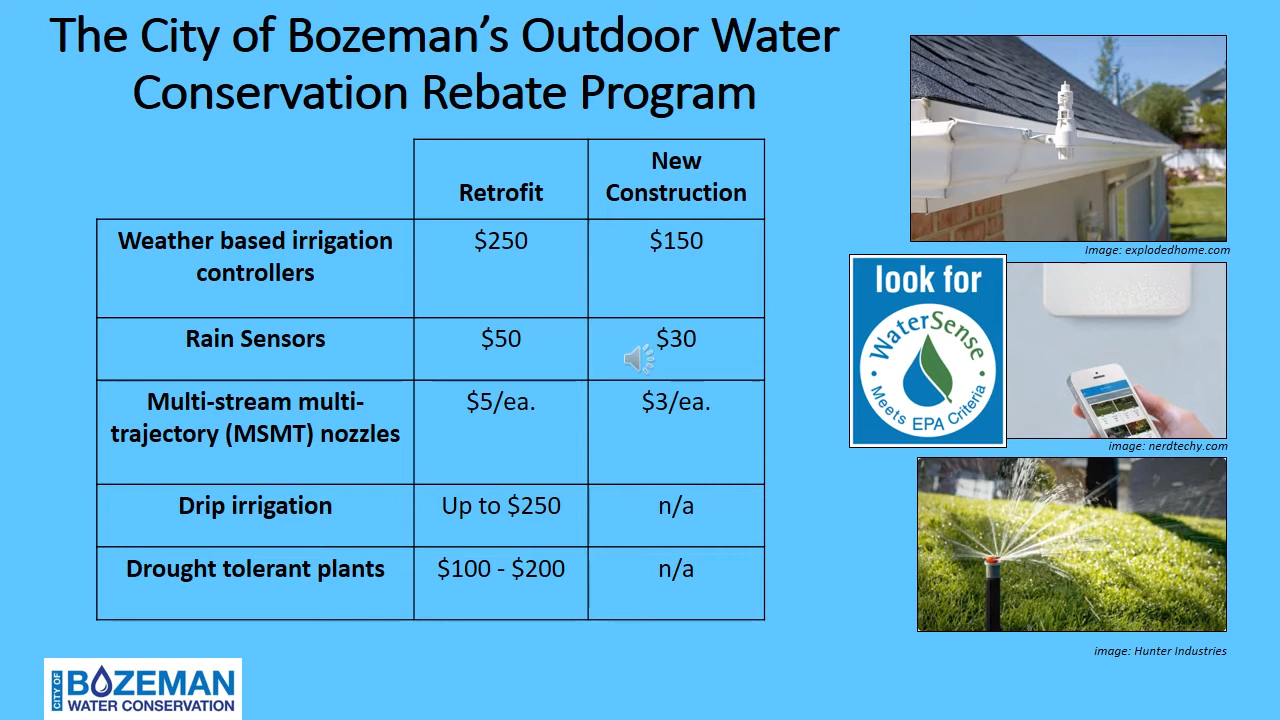 The City of Bozeman's Outdoor Water
Conservation Rebate Program
Retrofit
New
Construction
Weather based irrigation
controllers
$250
$150
Rain Sensors
$50
$30
Multi-stream multi-
trajectory (MSMT) nozzles
$5/ea.
$3/ea.
Drip irrigation
Up to $250
n/a
Drought tolerant plants
$100 - $200
n/a
Image: explodedhome.com
look for
WaterSense
Meets EPA Criteria
image: nerdtechy.com
image: Hunter Industries
CITY OF
BOZEMAN
WATER CONSERVATION